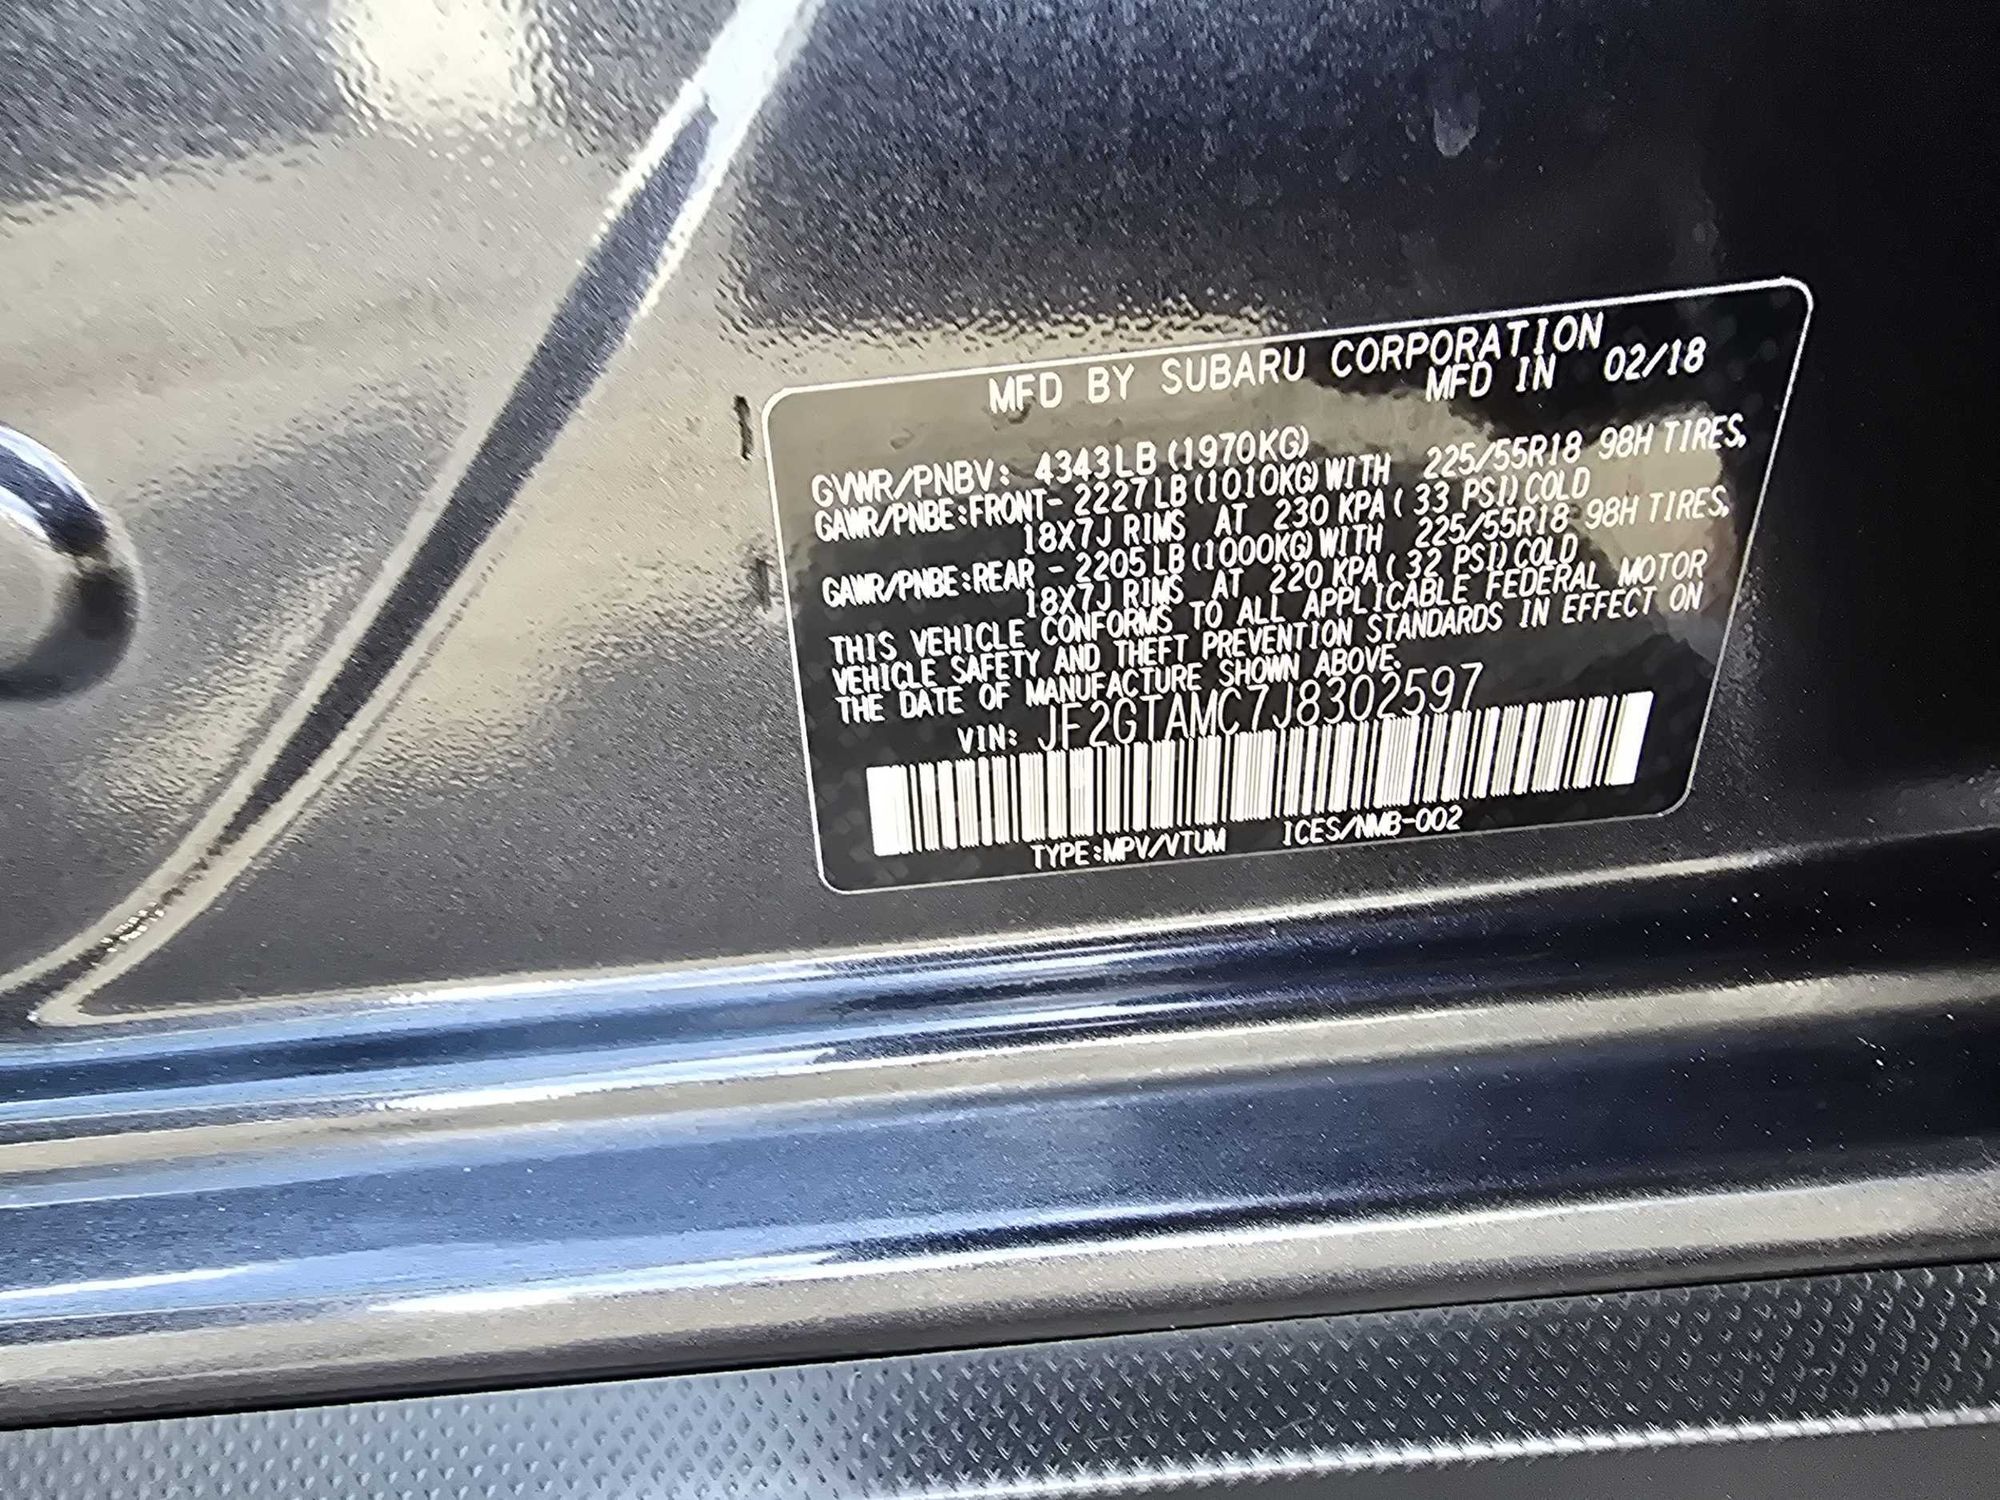 MFD BY SUBARU CORPORATION
MFD IN 02/18
GVWR/PNBV: 4343LB (1970KG)
GAWR/PNBE:FRONT- 2227LB(1010KG)WITH 225/55R18 98H TIRES,
18X7J RIMS AT 230 KPA( 33 PSI)COLD
GAWR/PNBE:REAR - 2205LB(1000KG)WITH 225/55R18 98H TIRES,
18X7J RIMS AT 220 KPA( 32 PSI)COLD
THIS VEHICLE CONFORMS TO ALL APPLICABLE FEDERAL MOTOR
VEHICLE SAFETY AND THEFT PREVENTION STANDARDS IN EFFECT ON
THE DATE OF MANUFACTURE SHOWN ABOVE.
VIN: JF2GTAMC7J8302597
TYPE:MPV/VTUM ICES/NMB-002